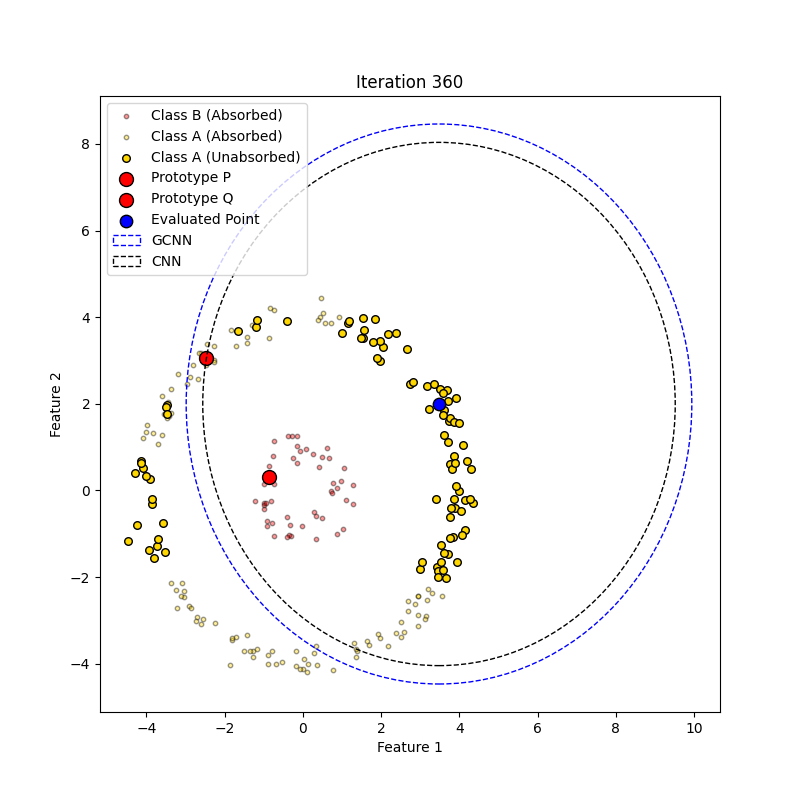 Iteration 360
Class B (Absorbed)
Class A (Absorbed)
Class A (Unabsorbed)
Prototype P
Prototype Q
Evaluated Point
GCNN
CNN
Feature 2
8
6
4
2
0
−2
−4
−4 −2 0 2 4 6 8 10
Feature 1